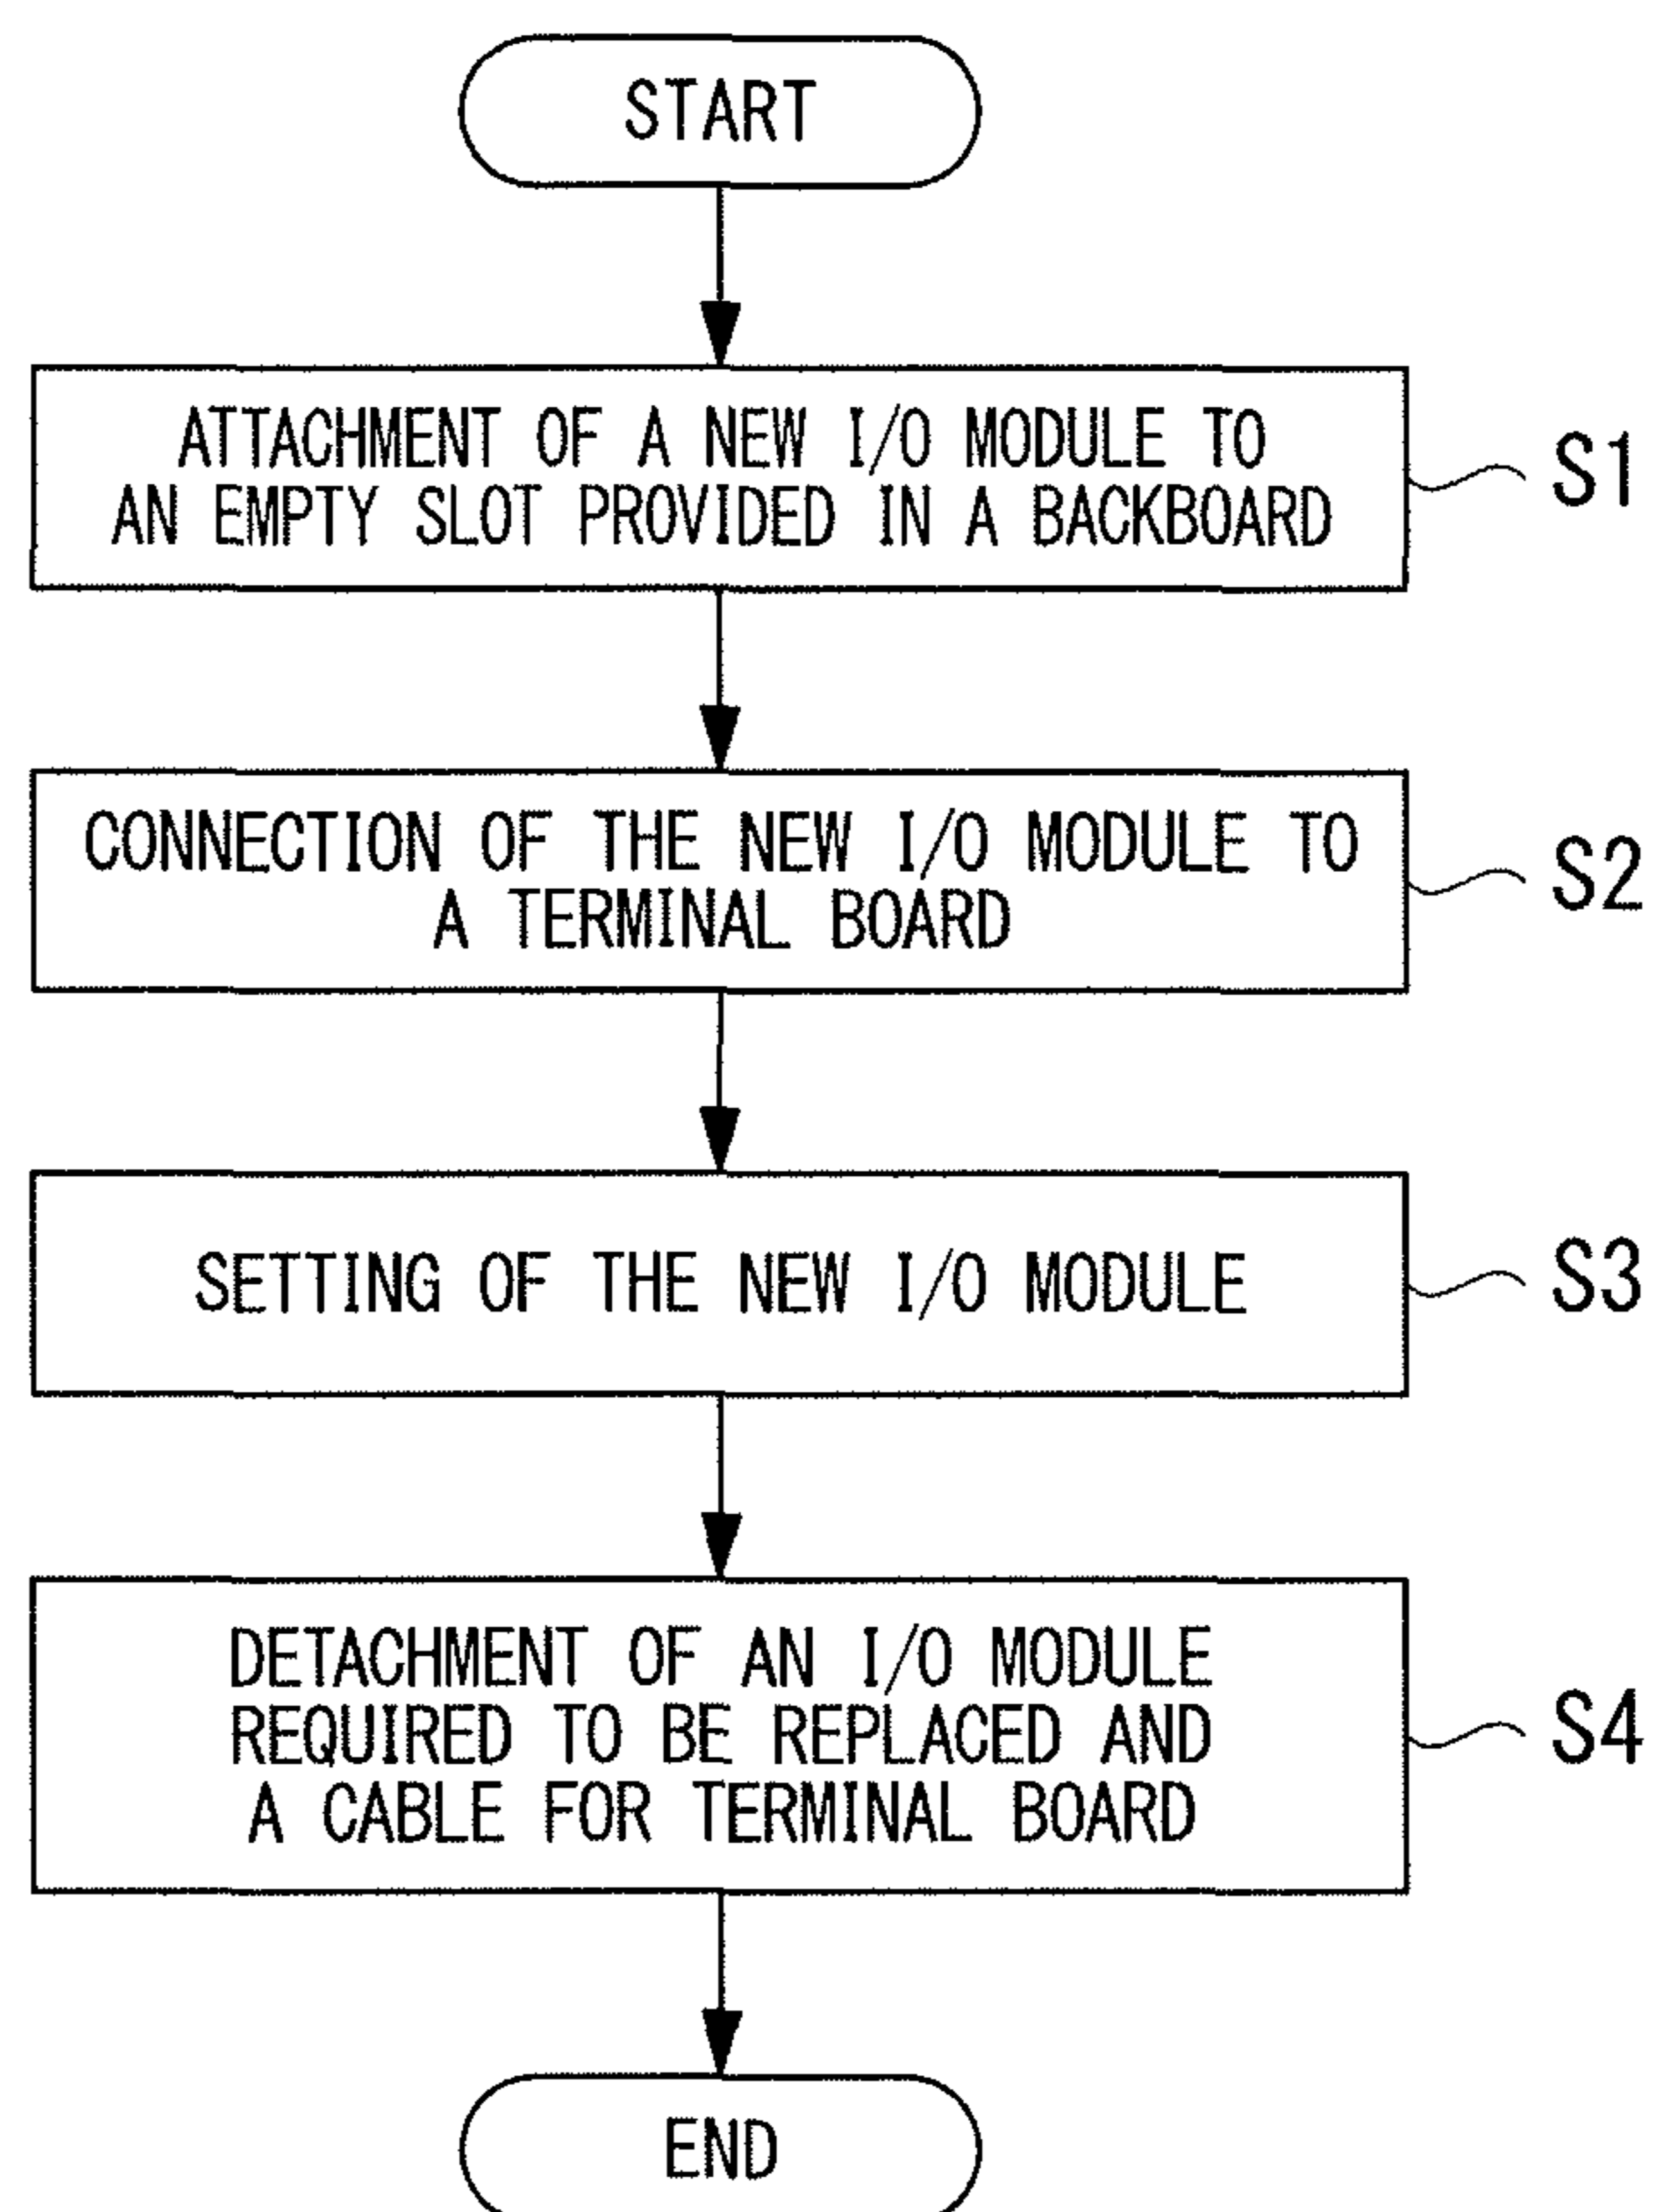 START
ATTACHMENT OF A NEW I/O MODULE TO
AN EMPTY SLOT PROVIDED IN A BACKBOARD
S1
CONNECTION OF THE NEW I/O MODULE TO
A TERMINAL BOARD
S2
SETTING OF THE NEW I/O MODULE
S3
DETACHMENT OF AN I/O MODULE
REQUIRED TO BE REPLACED AND
A CABLE FOR TERMINAL BOARD
S4
END